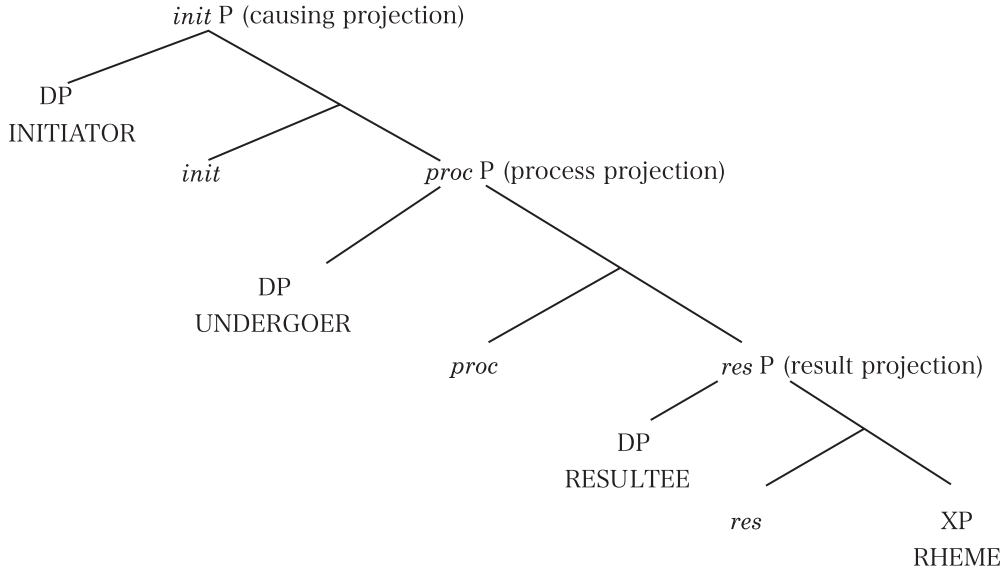 init P (causing projection)
DP
INITIATOR
init
proc P (process projection)
DP
UNDERGOER
proc
res P (result projection)
DP
RESULTEE
res
XP
RHEME